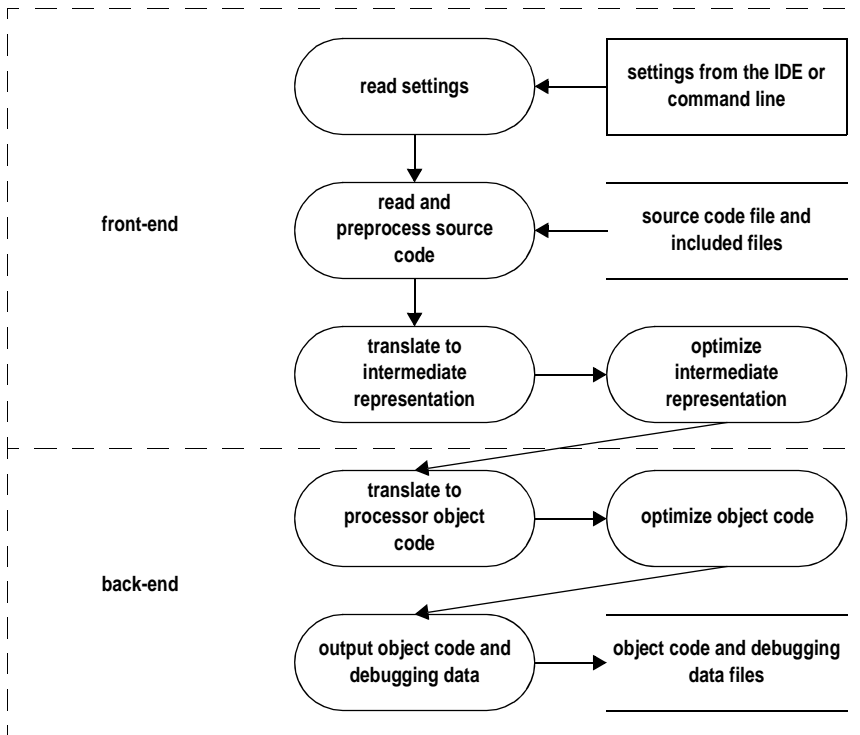 read settings
settings from the IDE or
command line
front-end
read and
preprocess source
code
source code file and
included files
translate to
intermediate
representation
optimize
intermediate
representation
back-end
translate to
processor object
code
optimize object code
output object code and
debugging data
object code and debugging
data files